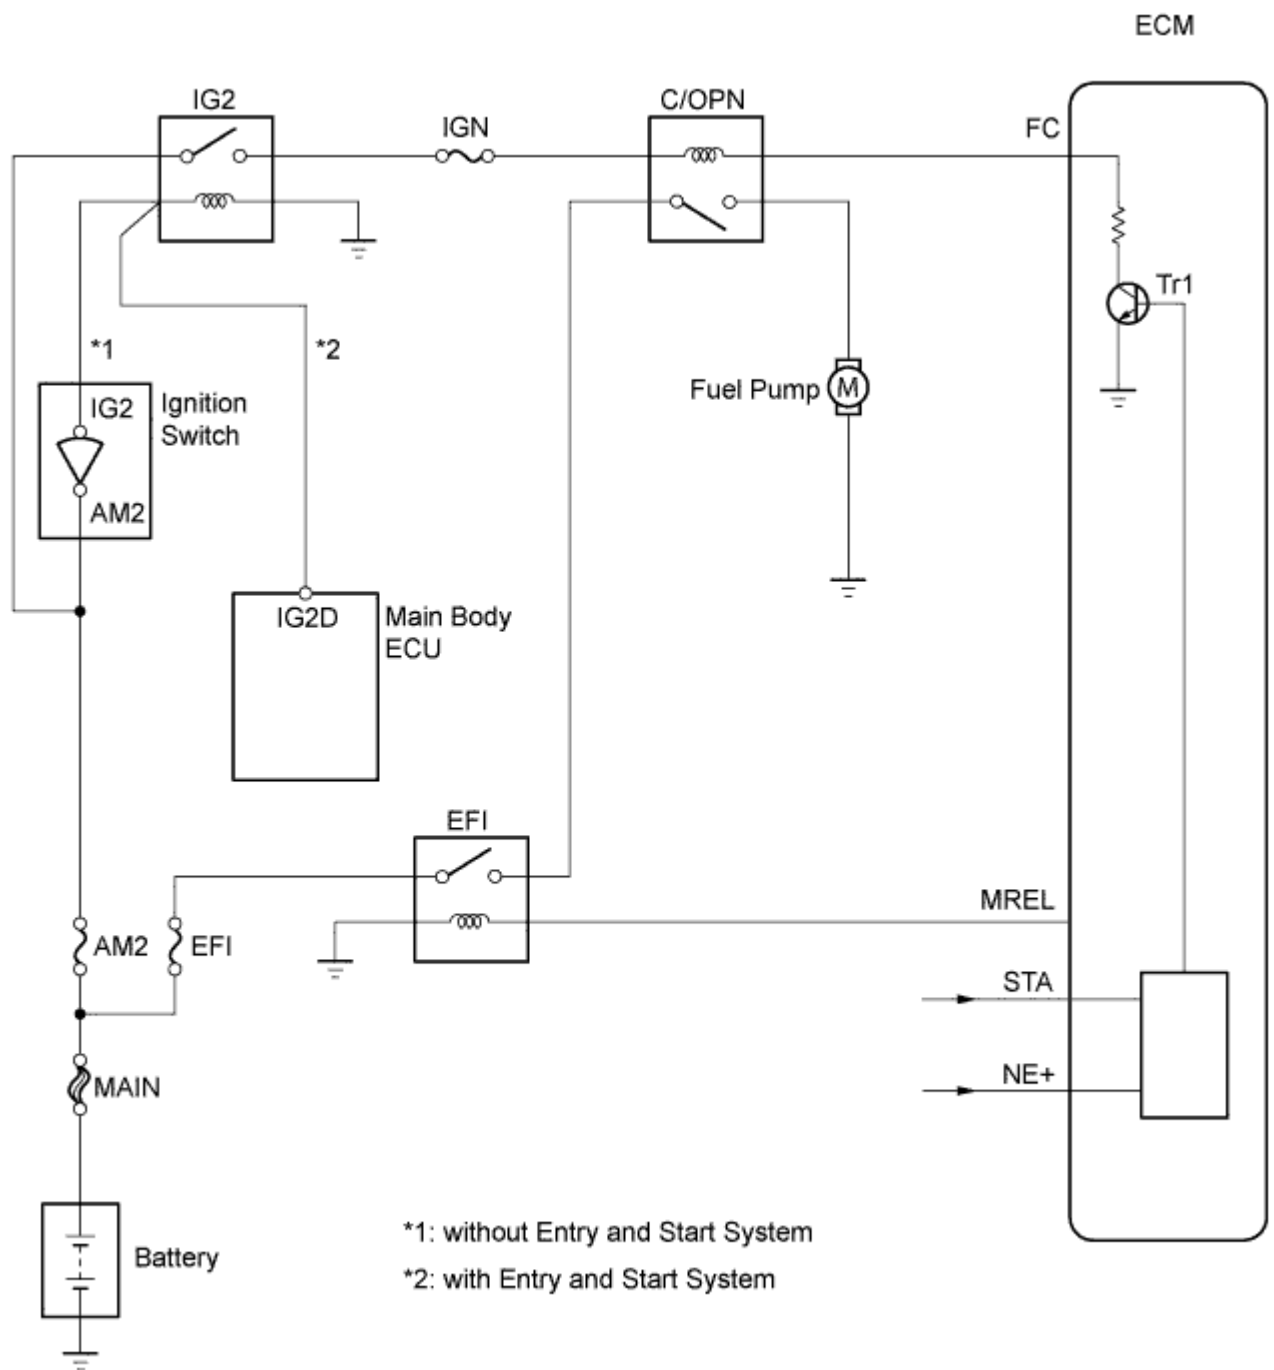 ECM
IG2
IGN
C/OPN
FC
Tr1
*1
*2
IG2
Ignition
Switch
AM2
Fuel Pump
M
IG2D
Main Body
ECU
EFI
MREL
AM2
EFI
STA
NE+
MAIN
Battery
*1: without Entry and Start System
*2: with Entry and Start System